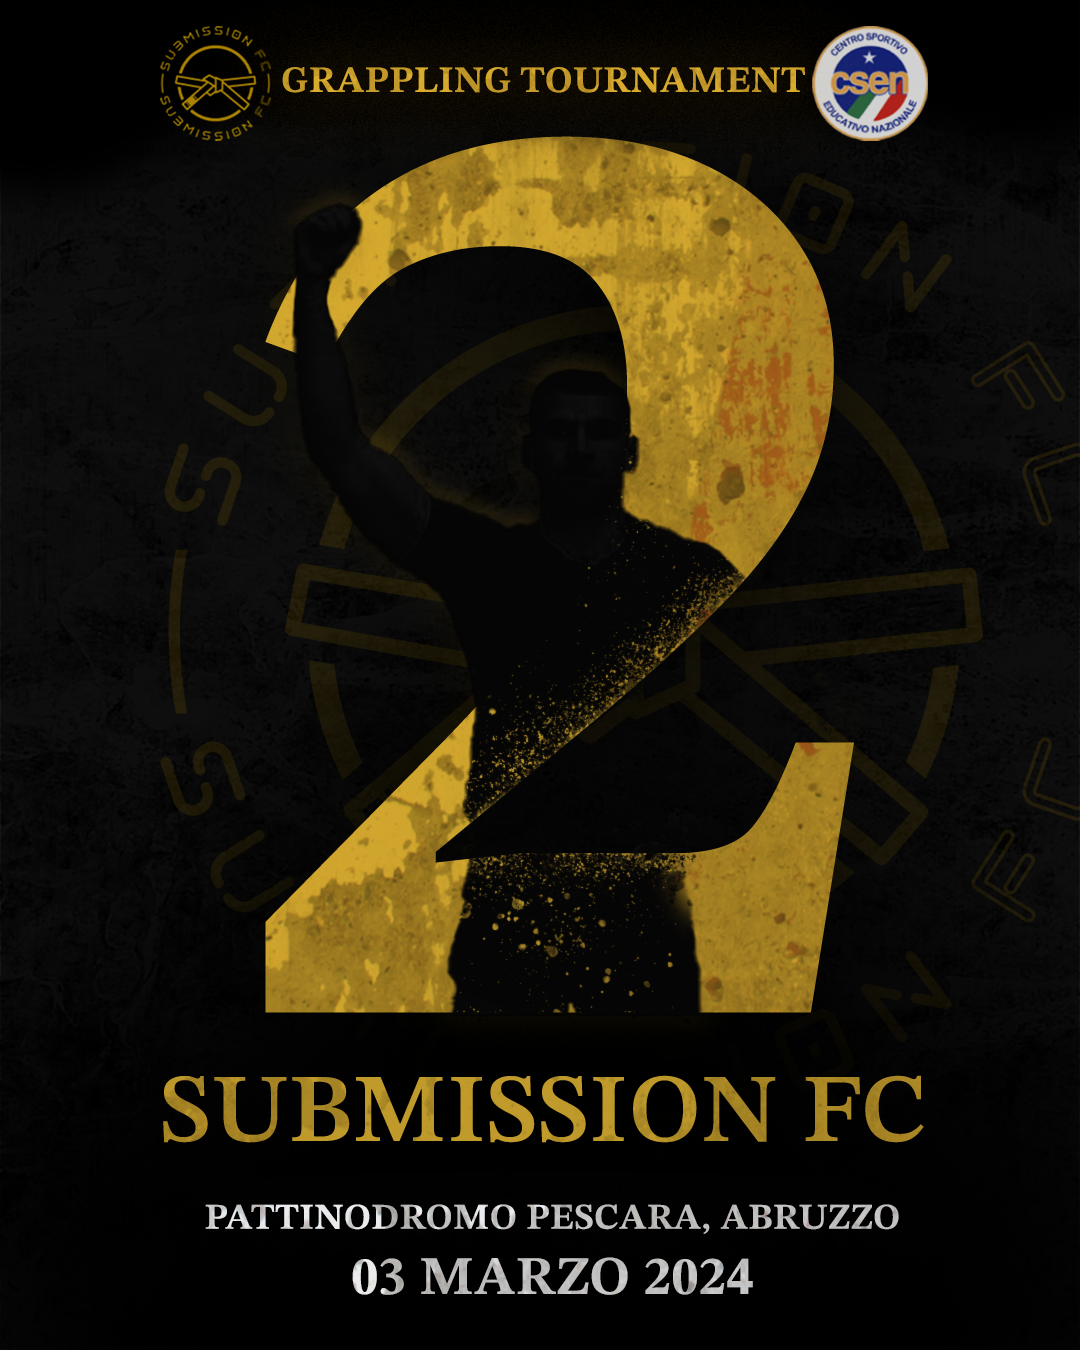 SUBMISSION FC
SUBMISSION FC
GRAPPLING TOURNAMENT
CENTRO SPORTIVO
csen
EDUCATIVO NAZIONALE
2
SUBMISSION FC
PATTINODROMO PESCARA, ABRUZZO
03 MARZO 2024